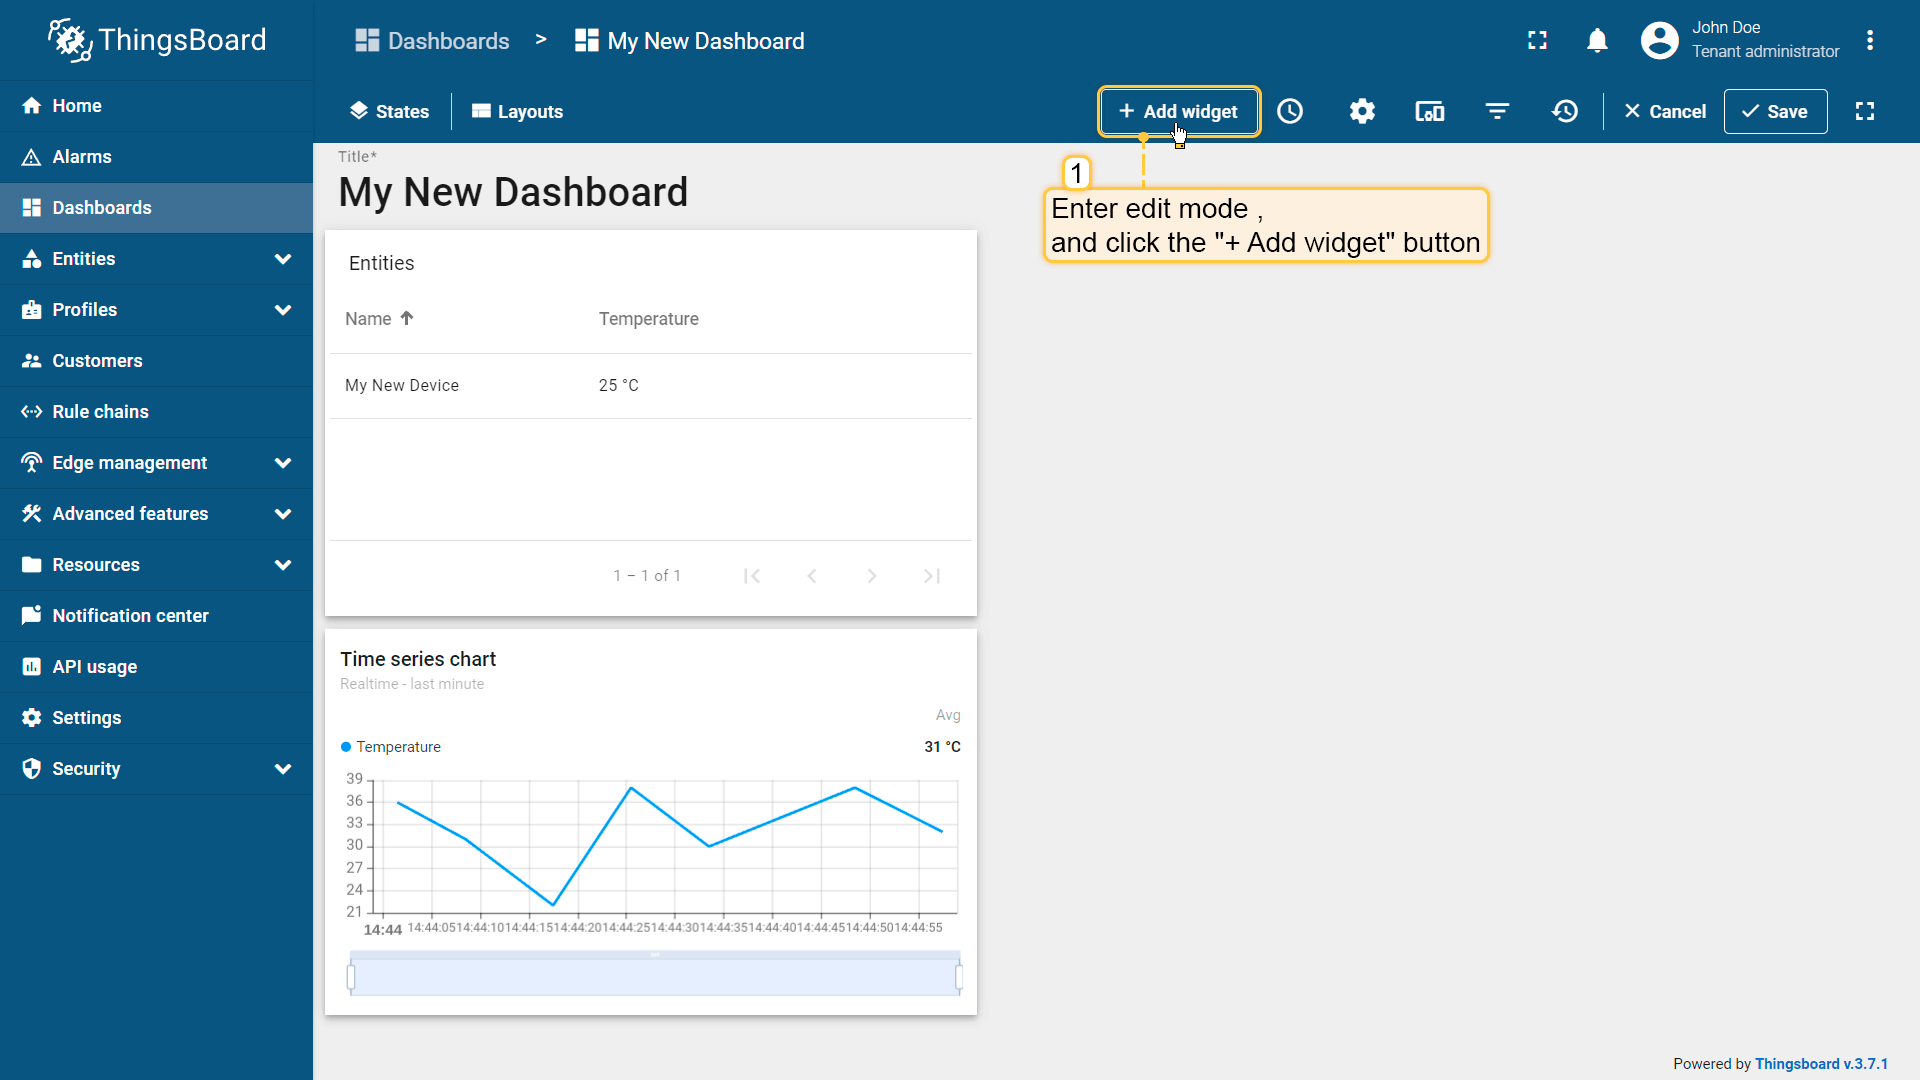 ThingsBoard
Dashboards > My New Dashboard
John Doe
Tenant administrator
Home
Alarms
Dashboards
Entities
Profiles
Customers
Rule chains
Edge management
Advanced features
Resources
Notification center
API usage
Settings
Security
States
Layouts
+ Add widget
Cancel
Save
1
Enter edit mode ,
and click the "+ Add widget" button
Title*
My New Dashboard
Entities
Name Temperature
My New Device 25 °C
1 – 1 of 1
Time series chart
Realtime - last minute
Avg
Temperature 31 °C
39
36
33
30
27
24
21
14:44 14:44:05 14:44:10 14:44:15 14:44:20 14:44:25 14:44:30 14:44:35 14:44:40 14:44:45 14:44:50 14:44:55
Powered by Thingsboard v.3.7.1